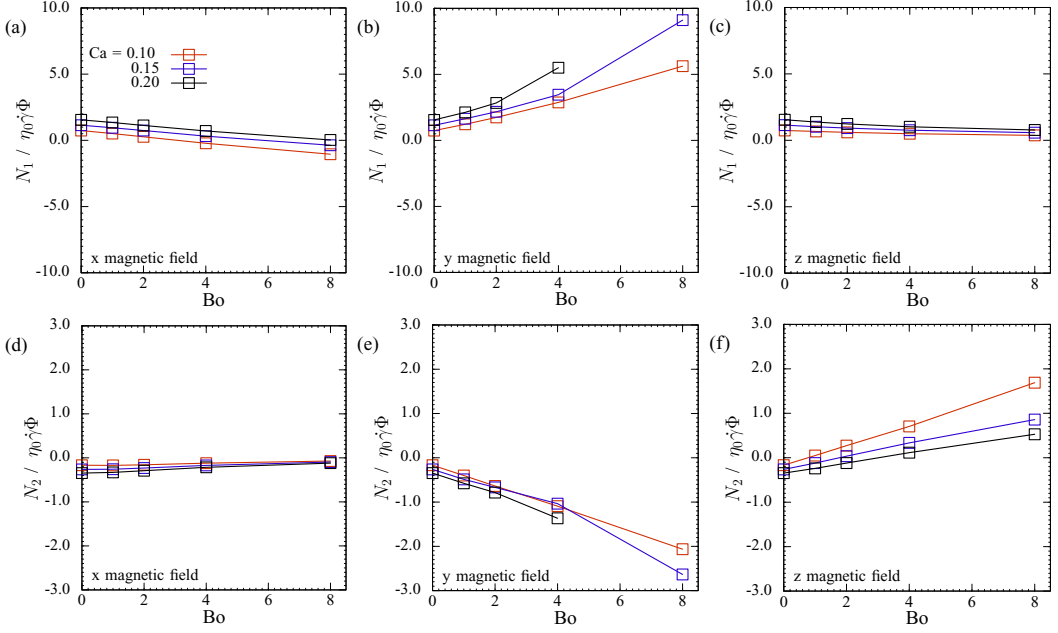 (a)
10.0
5.0
0.0
-5.0
-10.0
N₁ / η₀γ̇Φ
Ca = 0.10
0.15
0.20
x magnetic field
0 2 4 6 8
Bo
(b)
10.0
5.0
0.0
-5.0
-10.0
N₁ / η₀γ̇Φ
y magnetic field
0 2 4 6 8
Bo
(c)
10.0
5.0
0.0
-5.0
-10.0
N₁ / η₀γ̇Φ
z magnetic field
0 2 4 6 8
Bo
(d)
3.0
2.0
1.0
0.0
-1.0
-2.0
-3.0
N₂ / η₀γ̇Φ
x magnetic field
0 2 4 6 8
Bo
(e)
3.0
2.0
1.0
0.0
-1.0
-2.0
-3.0
N₂ / η₀γ̇Φ
y magnetic field
0 2 4 6 8
Bo
(f)
3.0
2.0
1.0
0.0
-1.0
-2.0
-3.0
N₂ / η₀γ̇Φ
z magnetic field
0 2 4 6 8
Bo